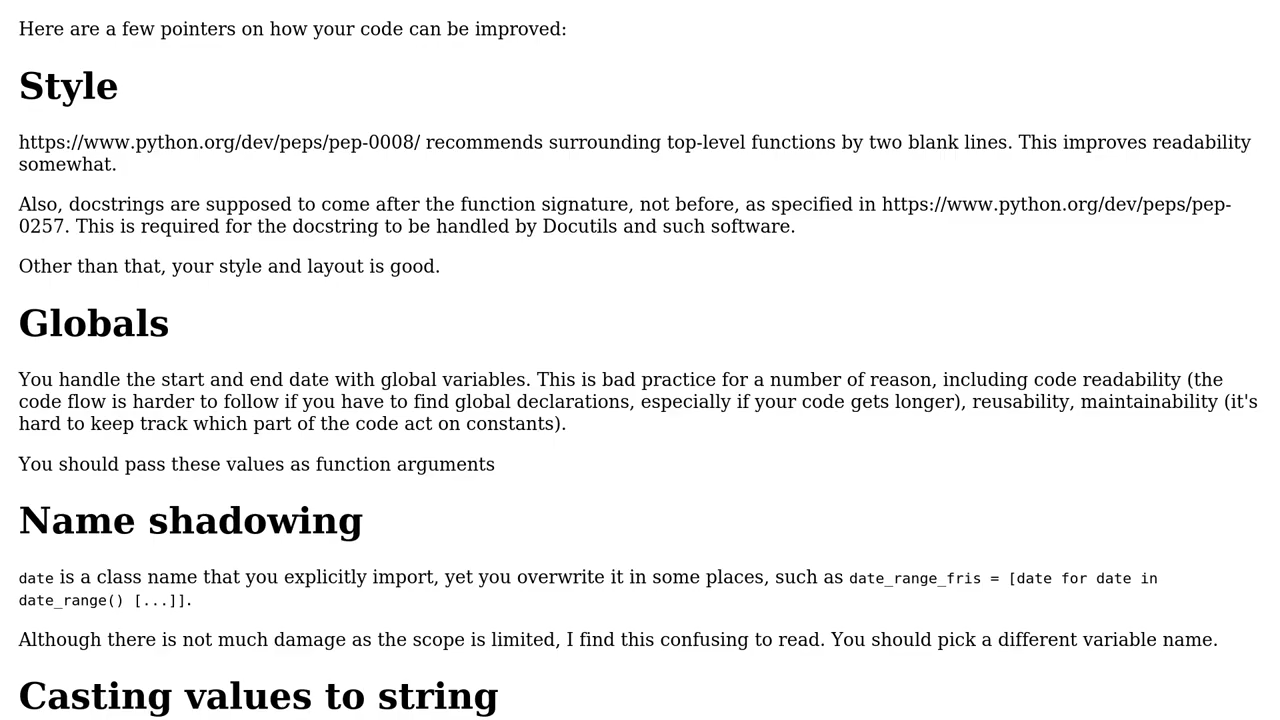 Here are a few pointers on how your code can be improved:
Style
https://www.python.org/dev/peps/pep-0008/ recommends surrounding top-level functions by two blank lines. This improves readability
somewhat.
Also, docstrings are supposed to come after the function signature, not before, as specified in https://www.python.org/dev/peps/pep-
0257. This is required for the docstring to be handled by Docutils and such software.
Other than that, your style and layout is good.
Globals
You handle the start and end date with global variables. This is bad practice for a number of reason, including code readability (the
code flow is harder to follow if you have to find global declarations, especially if your code gets longer), reusability, maintainability (it's
hard to keep track which part of the code act on constants).
You should pass these values as function arguments
Name shadowing
date is a class name that you explicitly import, yet you overwrite it in some places, such as date_range_fris = [date for date in
date_range() [...]].
Although there is not much damage as the scope is limited, I find this confusing to read. You should pick a different variable name.
Casting values to string